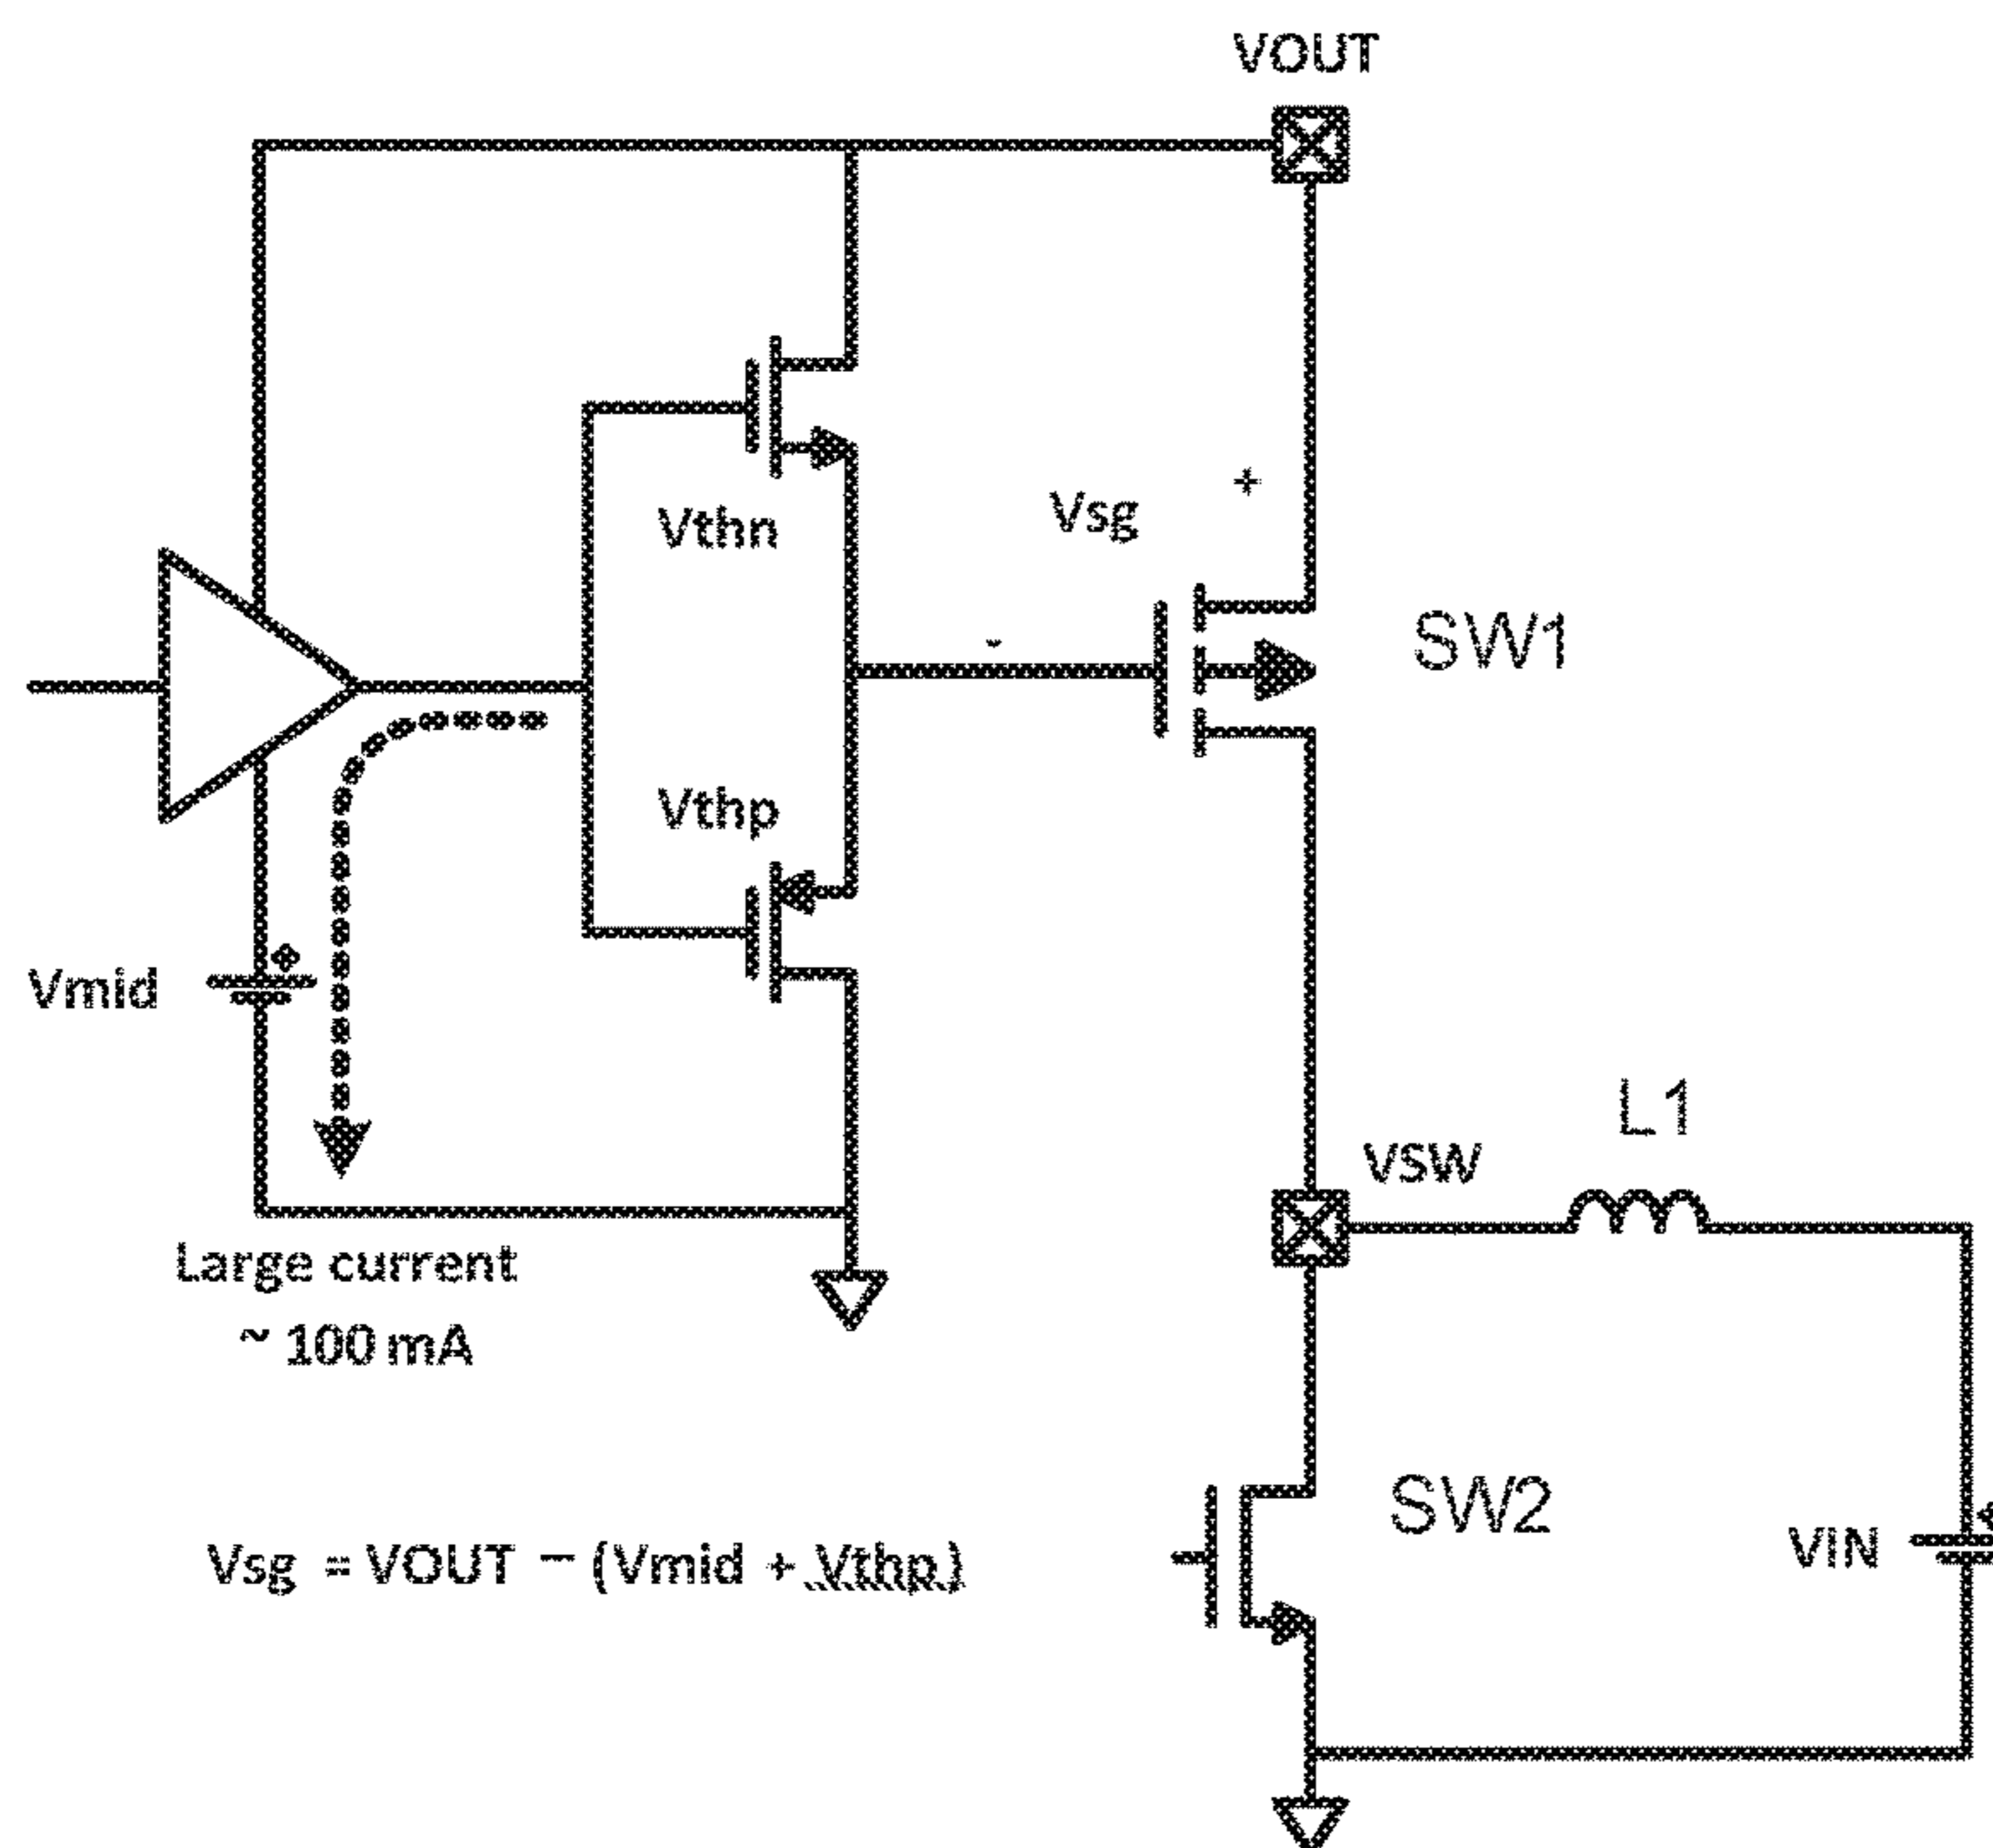 VOUT
Vthn
Vsg
+
-
SW1
Vthp
Vmid
+
L1
VSW
Large current
~ 100 mA
SW2
VIN
Vsg = VOUT − (Vmid + Vthp)